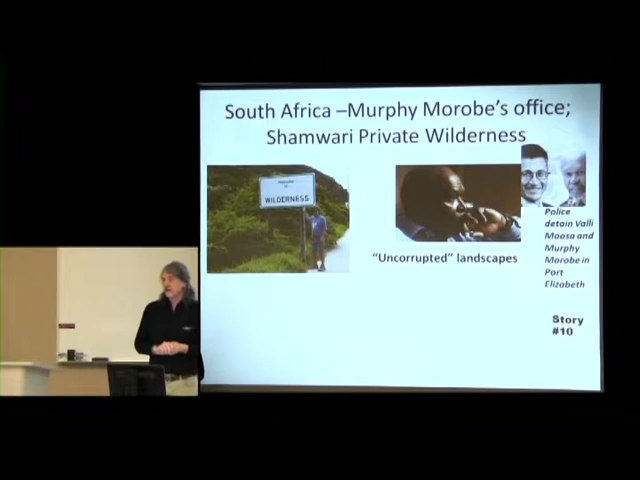 South Africa –Murphy Morobe's office;
Shamwari Private Wilderness
WILDERNESS
"Uncorrupted" landscapes
Police
detain Valli
Moosa and
Murphy
Morobe in
Port
Elizabeth
Story
#10